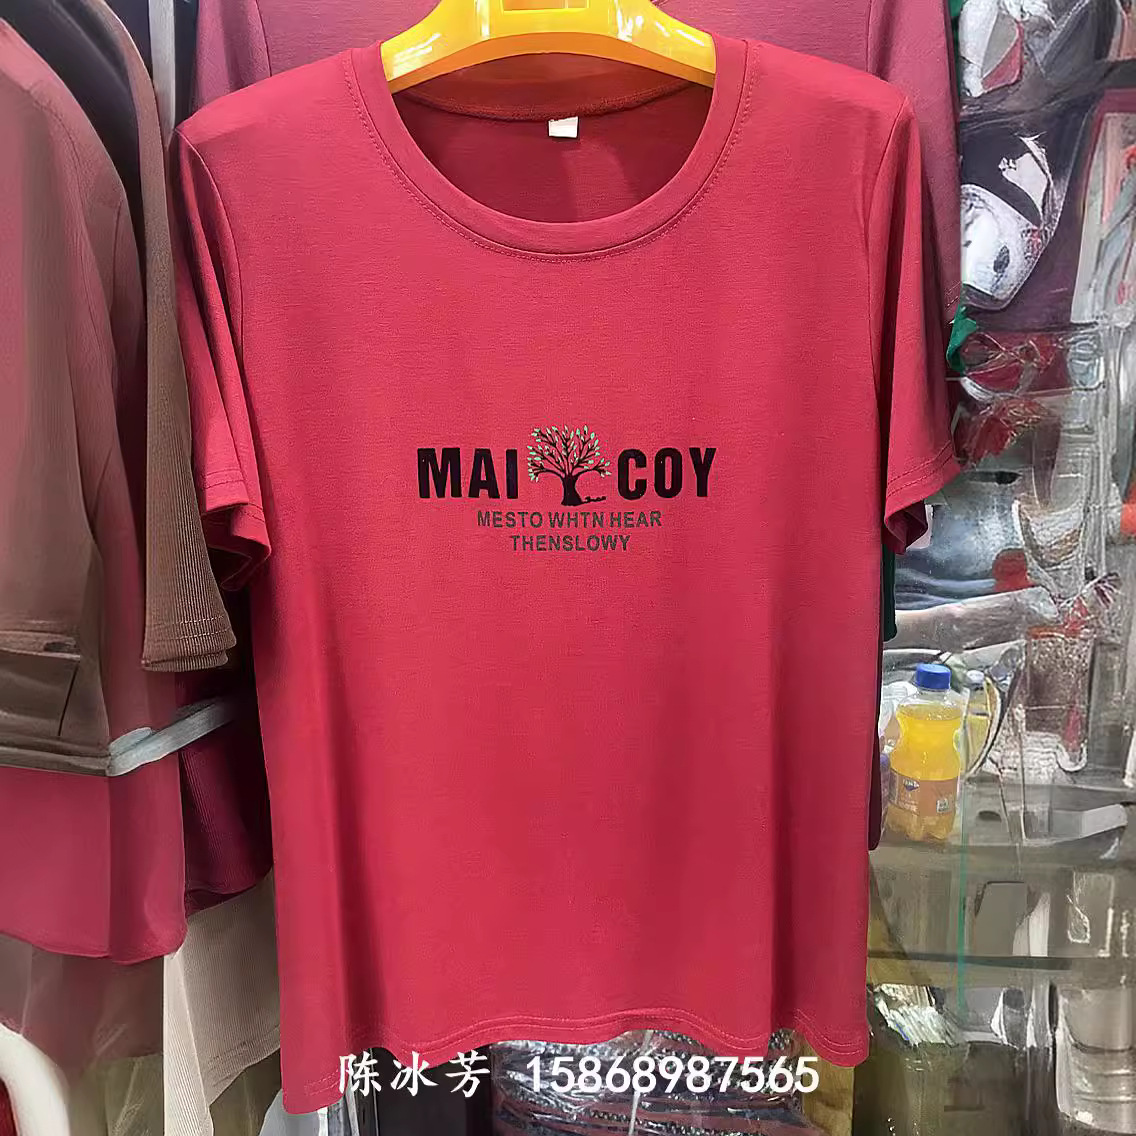 MAI COY
MESTO WHTN HEAR
THENSLOWY
陈冰芳 15868987565